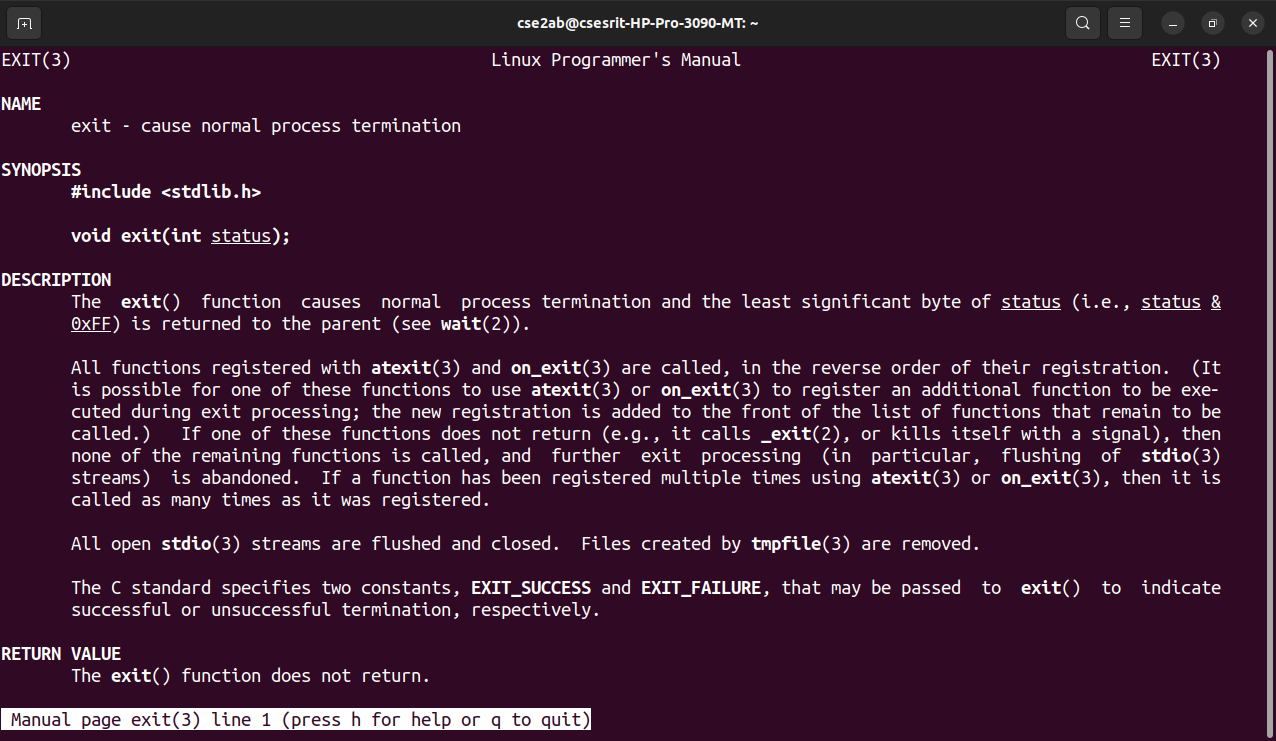 cse2ab@csesrit-HP-Pro-3090-MT: ~
EXIT(3) Linux Programmer's Manual EXIT(3)
NAME
exit - cause normal process termination
SYNOPSIS
#include <stdlib.h>
void exit(int status);
DESCRIPTION
The exit() function causes normal process termination and the least significant byte of status (i.e., status &
0xFF) is returned to the parent (see wait(2)).
All functions registered with atexit(3) and on_exit(3) are called, in the reverse order of their registration. (It
is possible for one of these functions to use atexit(3) or on_exit(3) to register an additional function to be exe-
cuted during exit processing; the new registration is added to the front of the list of functions that remain to be
called.) If one of these functions does not return (e.g., it calls _exit(2), or kills itself with a signal), then
none of the remaining functions is called, and further exit processing (in particular, flushing of stdio(3)
streams) is abandoned. If a function has been registered multiple times using atexit(3) or on_exit(3), then it is
called as many times as it was registered.
All open stdio(3) streams are flushed and closed. Files created by tmpfile(3) are removed.
The C standard specifies two constants, EXIT_SUCCESS and EXIT_FAILURE, that may be passed to exit() to indicate
successful or unsuccessful termination, respectively.
RETURN VALUE
The exit() function does not return.
Manual page exit(3) line 1 (press h for help or q to quit)